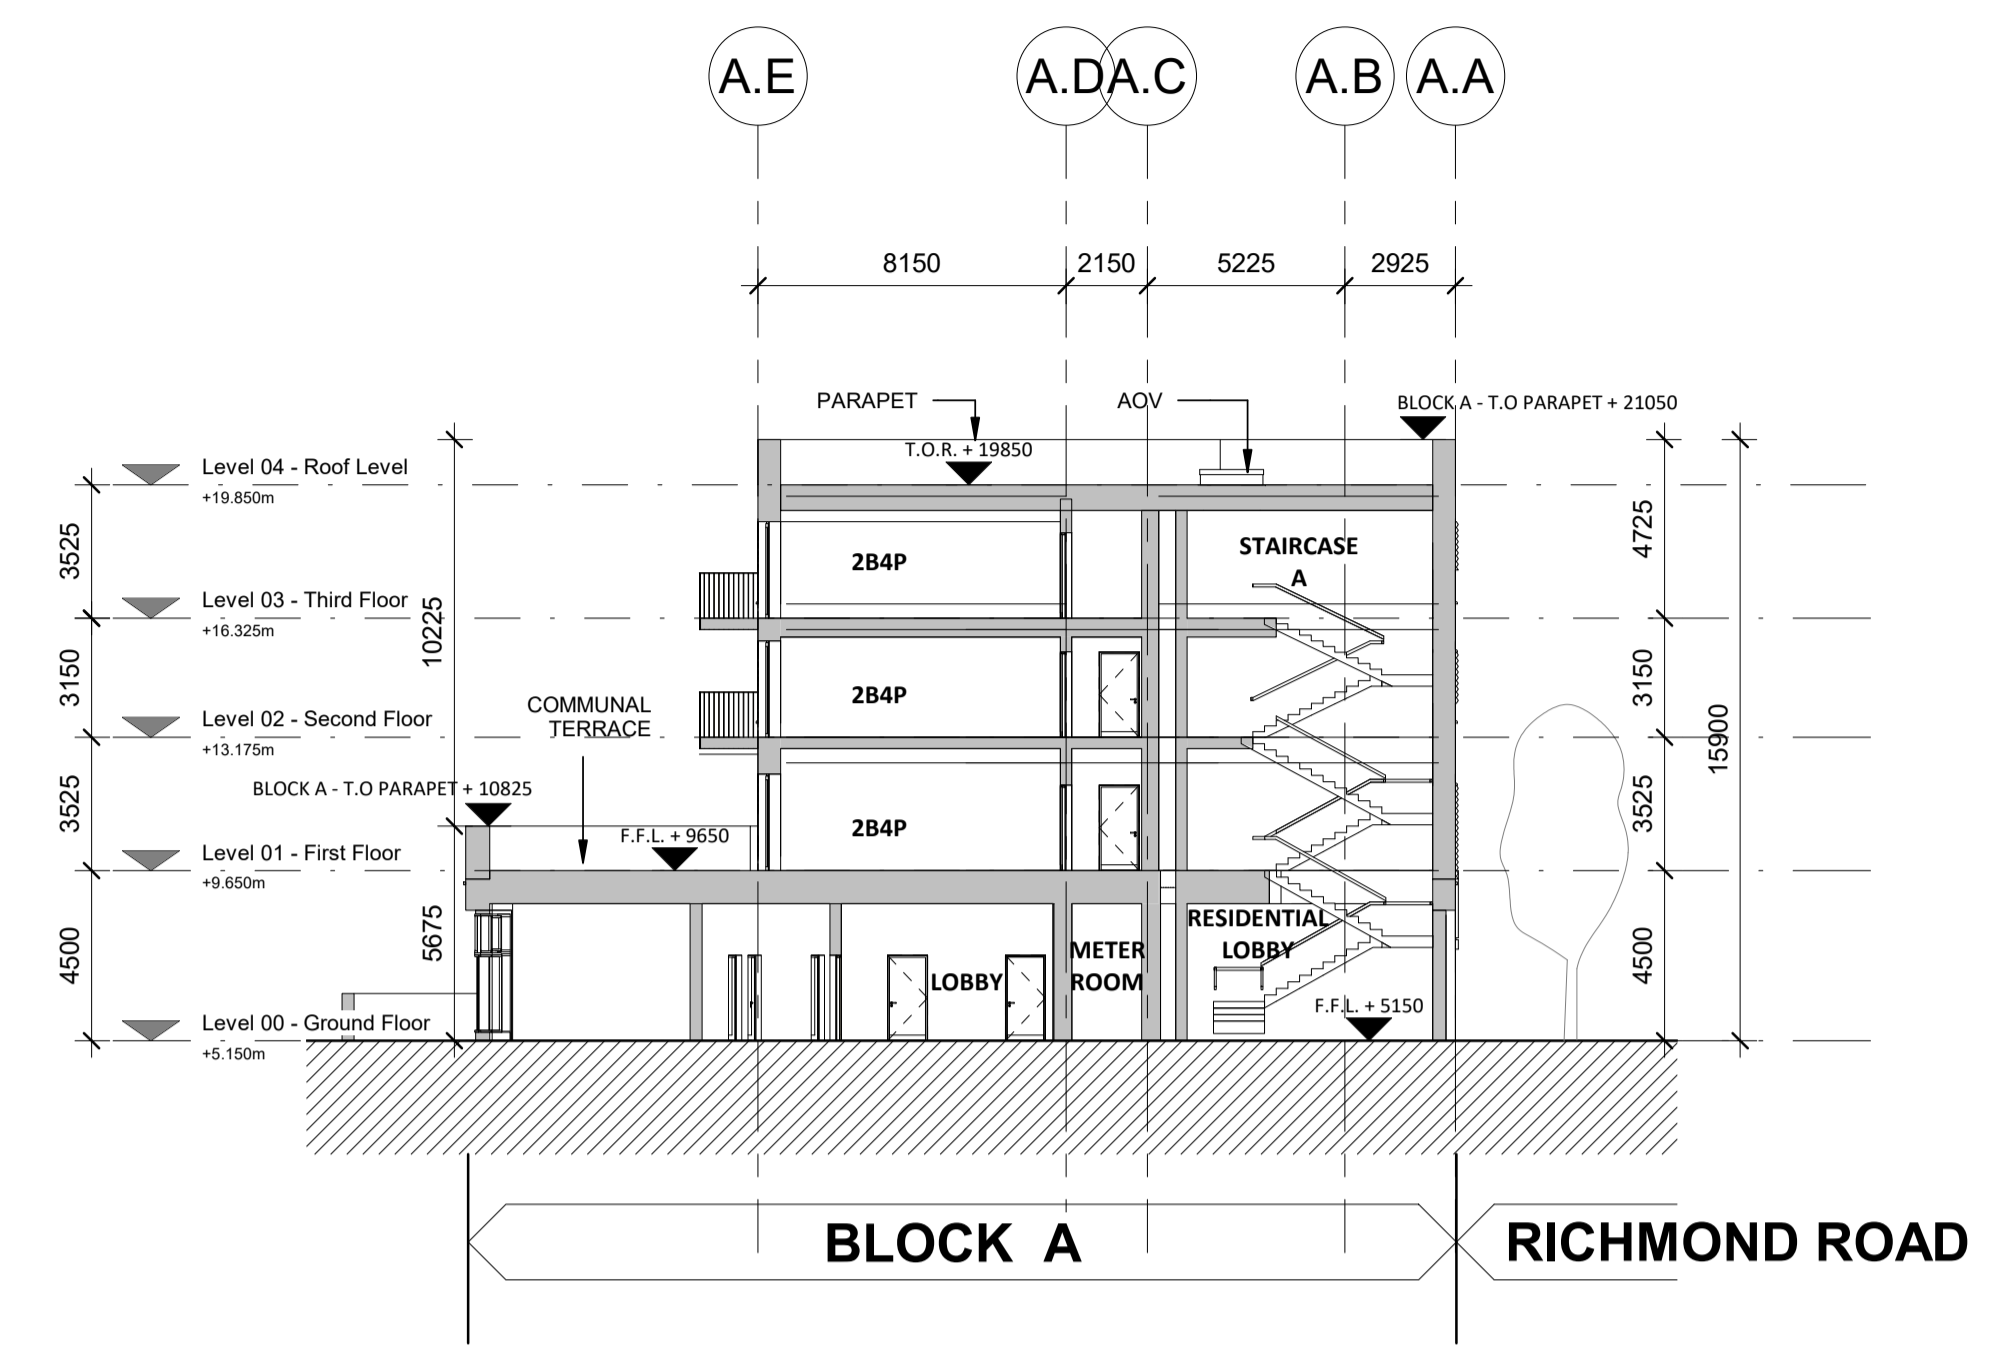 A.E
A.D
A.C
A.B
A.A
8150
2150
5225
2925
PARAPET
AOV
BLOCK A - T.O PARAPET + 21050
T.O.R. + 19850
Level 04 - Roof Level
+19.850m
3525
4725
2B4P
STAIRCASE
A
Level 03 - Third Floor
+16.325m
10225
3150
3150
2B4P
COMMUNAL
TERRACE
Level 02 - Second Floor
+13.175m
15900
BLOCK A - T.O PARAPET + 10825
3525
3525
F.F.L. + 9650
2B4P
Level 01 - First Floor
+9.650m
5675
4500
4500
RESIDENTIAL
LOBBY
METER
ROOM
LOBBY
F.F.L. + 5150
Level 00 - Ground Floor
+5.150m
BLOCK A
RICHMOND ROAD